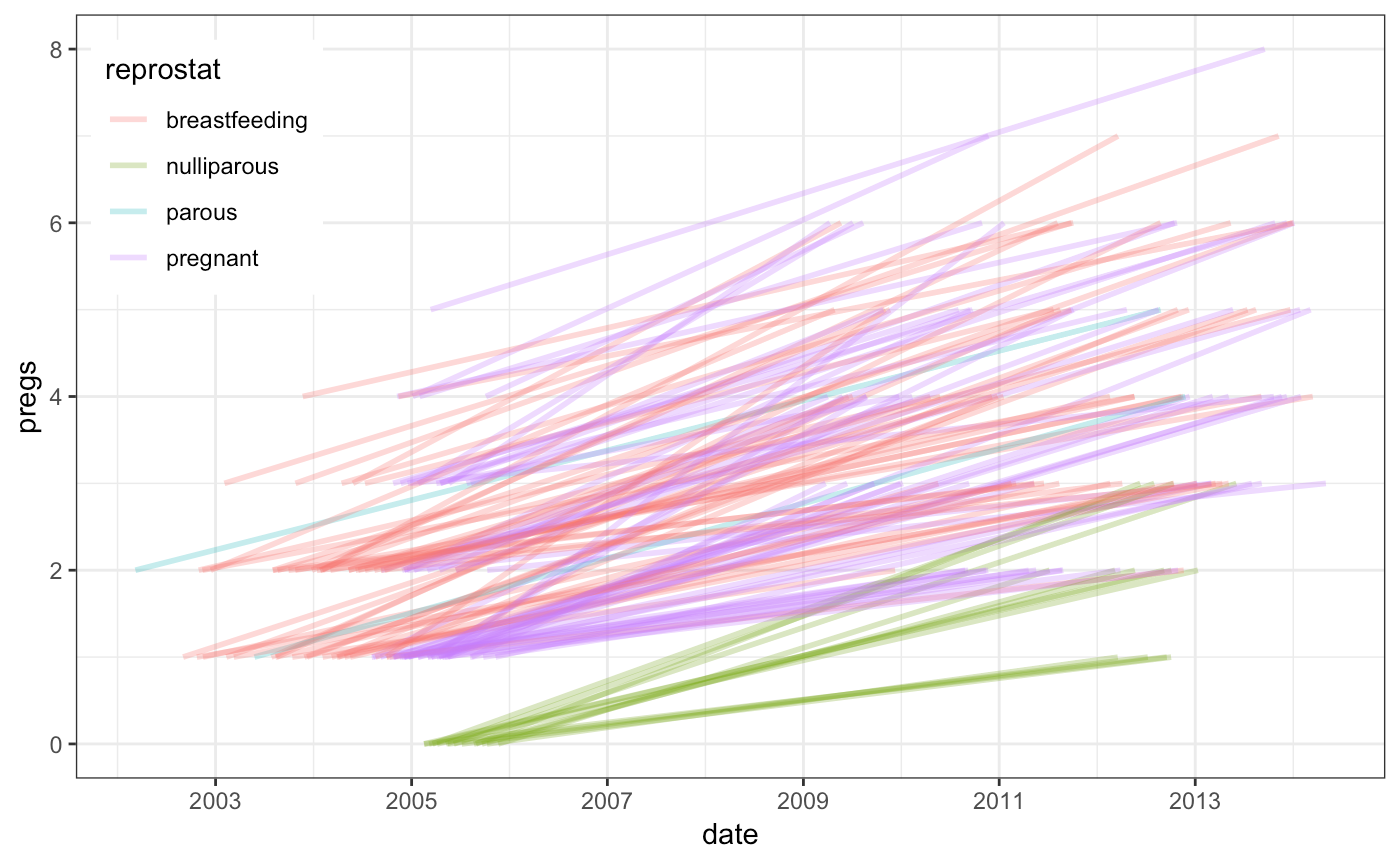 reprostat
breastfeeding
nulliparous
parous
pregnant
pregs
8
6
4
2
0
2003 2005 2007 2009 2011 2013
date